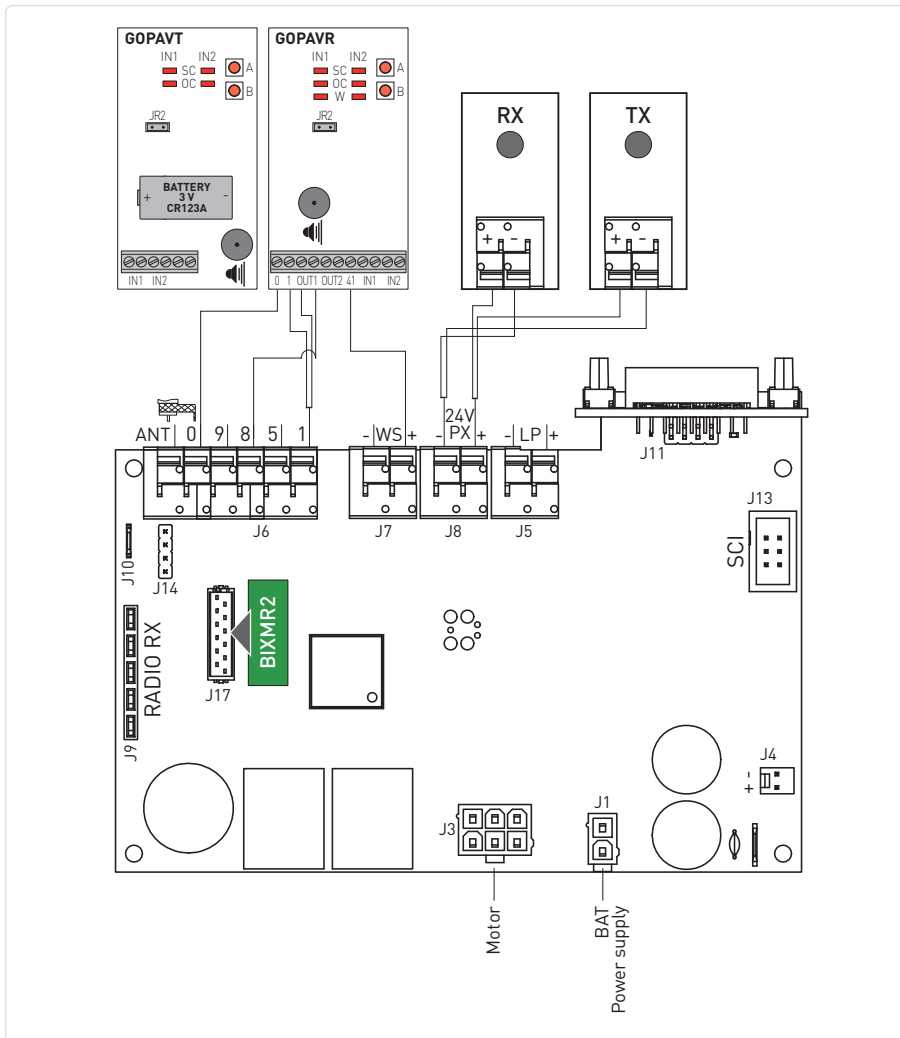 GOPAVT
IN1 IN2
SC
OC
A
B
JR2
BATTERY
3 V
CR123A
+ -
IN1 IN2
GOPAVR
IN1 IN2
SC
OC
W
A
B
JR2
0 1 OUT1 OUT2 41 IN1 IN2
RX
+ -
TX
+ -
ANT 0 9 8 5 1
- WS +
24V
- PX +
- LP +
J6
J7
J8
J5
J11
J13
SCI
J10
J14
J17
BIXMR2
RADIO RX
J9
J3
J1
J4
+ -
Motor
BAT
Power supply